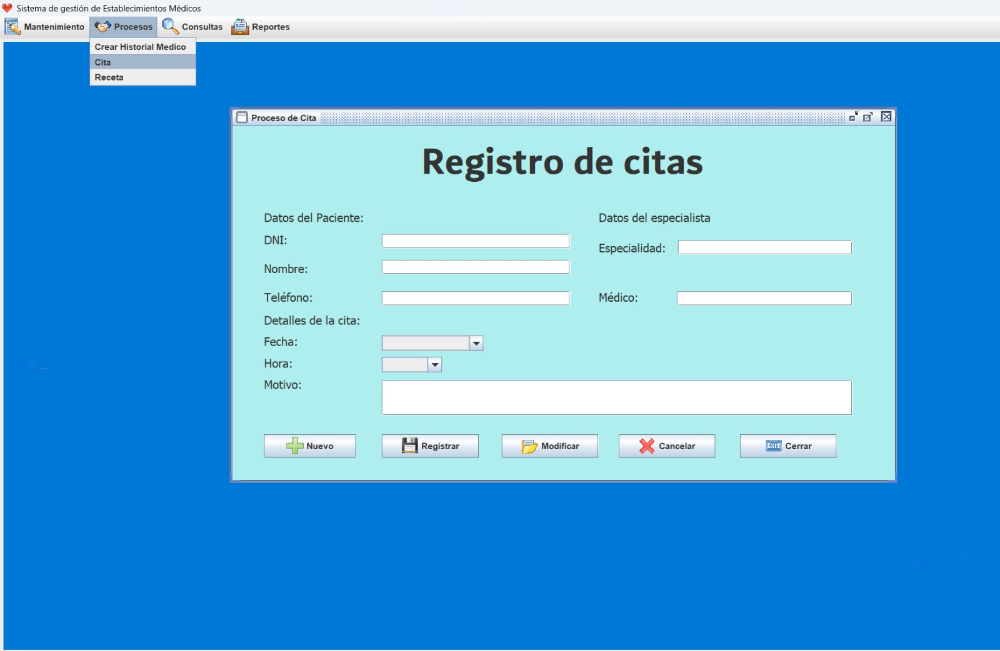 Sistema de gestión de Establecimientos Médicos
Mantenimiento Procesos Consultas Reportes
Crear Historial Medico
Cita
Receta
Proceso de Cita
Registro de citas
Datos del Paciente:
Datos del especialista
DNI:
Especialidad:
Nombre:
Teléfono:
Médico:
Detalles de la cita:
Fecha:
Hora:
Motivo:
Nuevo Registrar Modificar Cancelar EXIT Cerrar